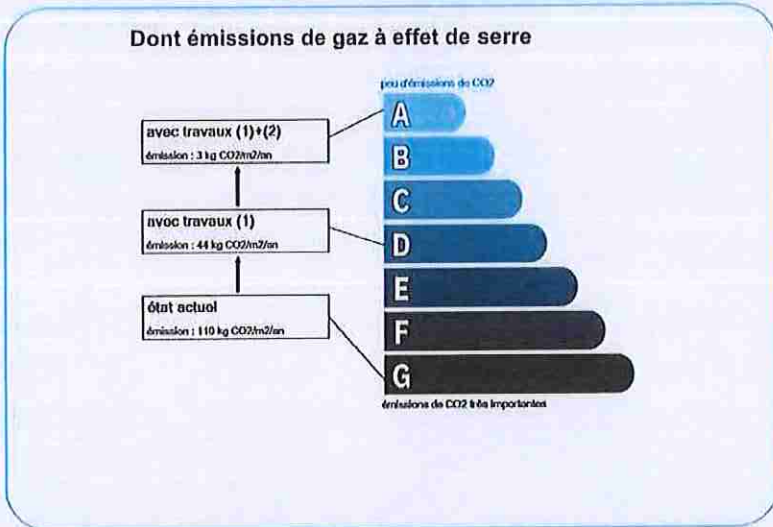 Dont émissions de gaz à effet de serre
peu d'émissions de CO2
A
B
C
D
E
F
G
émissions de CO2 très importantes
avec travaux (1)+(2)
émission : 3 kg CO2/m2/an
avec travaux (1)
émission : 44 kg CO2/m2/an
état actuel
émission : 110 kg CO2/m2/an